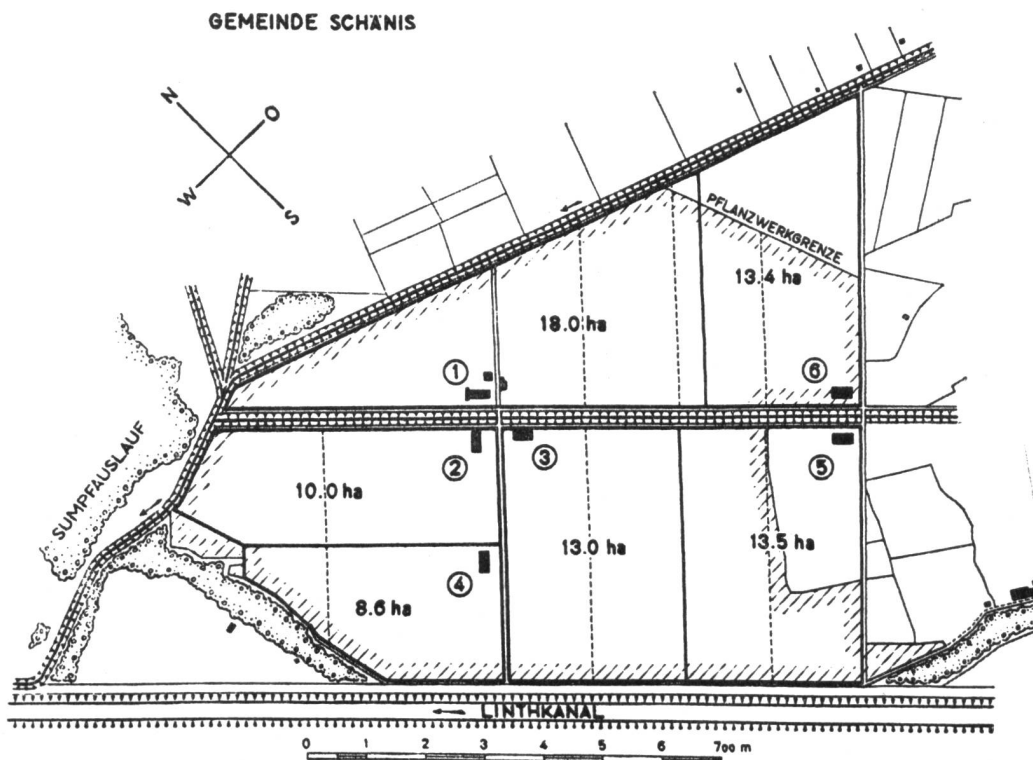 GEMEINDE SCHÄNIS
N
O
W
S
PFLANZWERKGRENZE
13.4 ha
18.0 ha
1
6
2
3
5
SUMPFAUSLAUF
10.0 ha
13.0 ha
13.5 ha
4
8.6 ha
LINTHKANAL
0 1 2 3 4 5 6 700 m